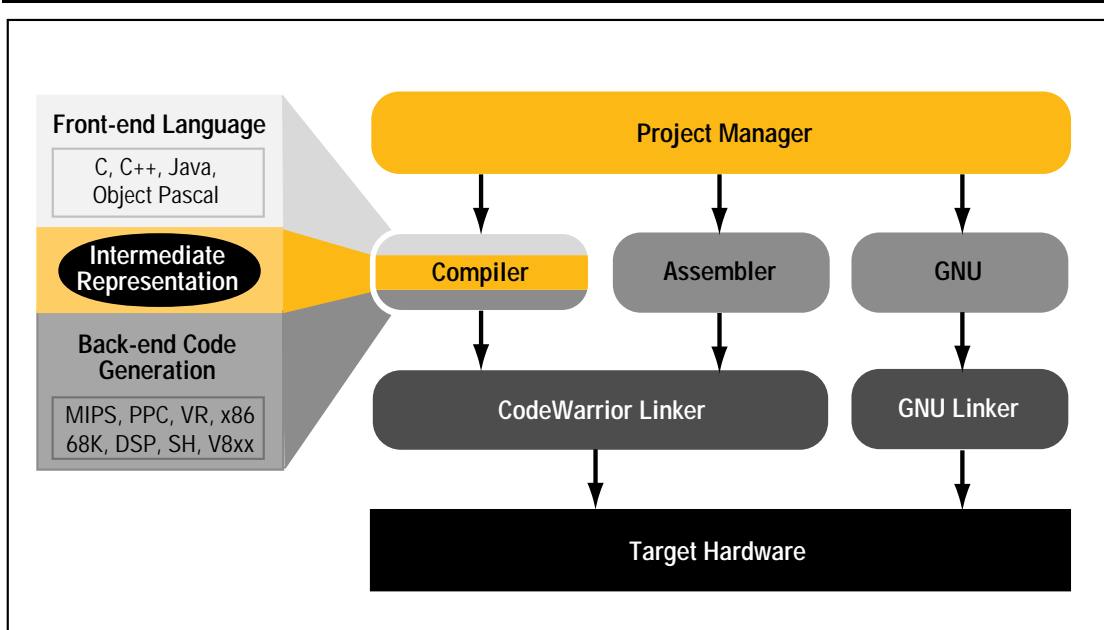 Front-end Language
C, C++, Java,
Object Pascal
Intermediate
Representation
Back-end Code
Generation
MIPS, PPC, VR, x86
68K, DSP, SH, V8xx
Project Manager
Compiler
Assembler
GNU
CodeWarrior Linker
GNU Linker
Target Hardware